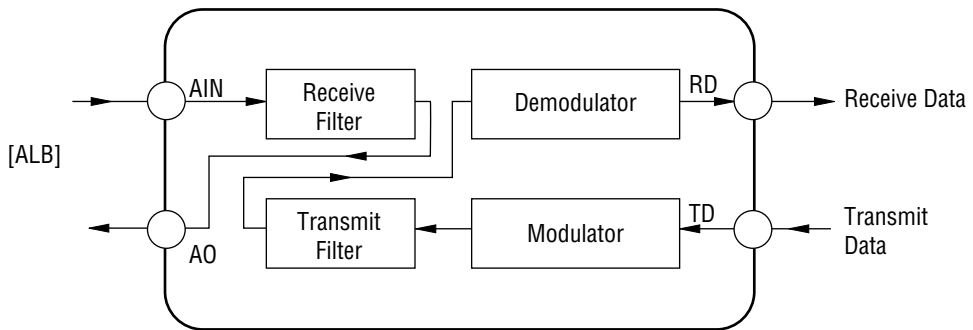 AIN
Receive
Filter
Demodulator
RD
Receive Data
[ALB]
AO
Transmit
Filter
Modulator
TD
Transmit
Data